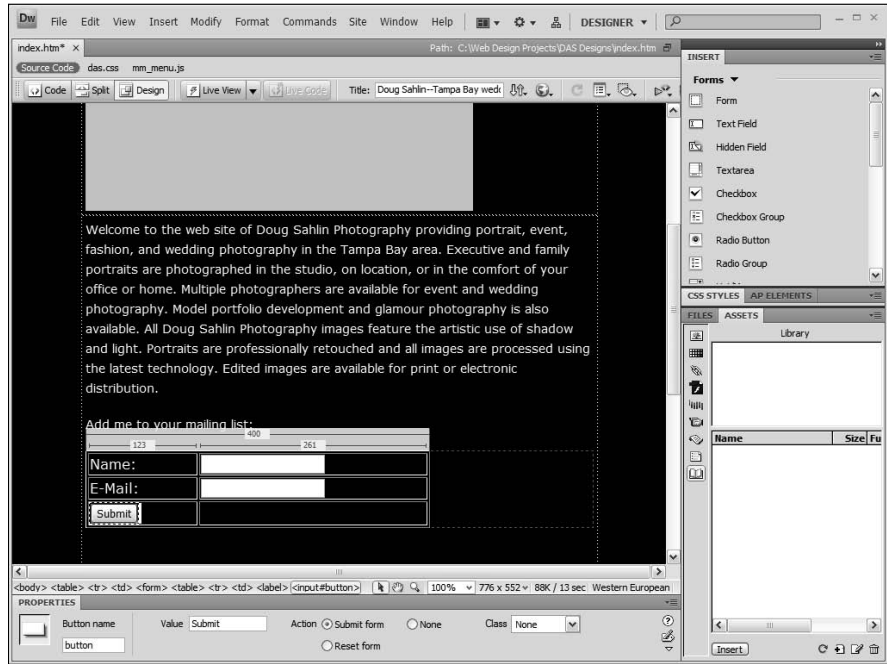 Dw File Edit View Insert Modify Format Commands Site Window Help DESIGNER
index.htm* × Path: C:\Web Design Projects\DAS Designs\index.htm
Source Code das.css mm_menu.js
Code Split Design Live View Live Code Title: Doug Sahlin--Tampa Bay wedd
INSERT
Forms
Form
Text Field
Hidden Field
Textarea
Checkbox
Checkbox Group
Radio Button
Radio Group
CSS STYLES AP ELEMENTS
FILES ASSETS
Library
Name Size Fu
Insert
Welcome to the web site of Doug Sahlin Photography providing portrait, event,
fashion, and wedding photography in the Tampa Bay area. Executive and family
portraits are photographed in the studio, on location, or in the comfort of your
office or home. Multiple photographers are available for event and wedding
photography. Model portfolio development and glamour photography is also
available. All Doug Sahlin Photography images feature the artistic use of shadow
and light. Portraits are professionally retouched and all images are processed using
the latest technology. Edited images are available for print or electronic
distribution.
Add me to your mailing list:
400
123 261
Name:
E-Mail:
Submit
<body> <table> <tr> <td> <form> <table> <tr> <td> <label> <input#button> 100% 776 x 552 88K / 13 sec Western European
PROPERTIES
Button name Value Submit Action Submit form None Class None
button Reset form